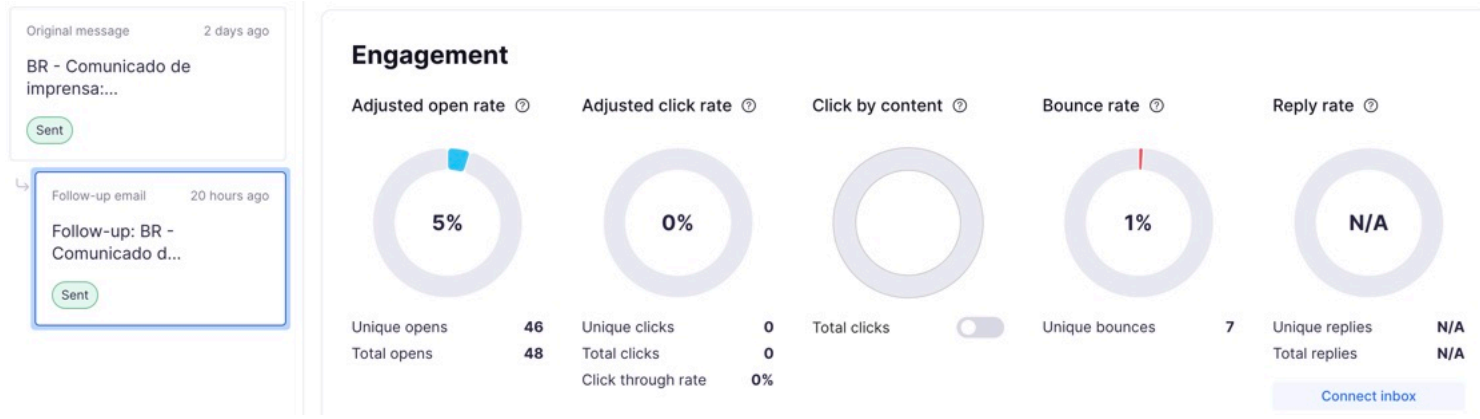 Original message 2 days ago
BR - Comunicado de
imprensa:...
Sent
Follow-up email 20 hours ago
Follow-up: BR -
Comunicado d...
Sent
Engagement
Adjusted open rate
5%
Unique opens 46
Total opens 48
Adjusted click rate
0%
Unique clicks 0
Total clicks 0
Click through rate 0%
Click by content
Total clicks
Bounce rate
1%
Unique bounces 7
Reply rate
N/A
Unique replies N/A
Total replies N/A
Connect inbox